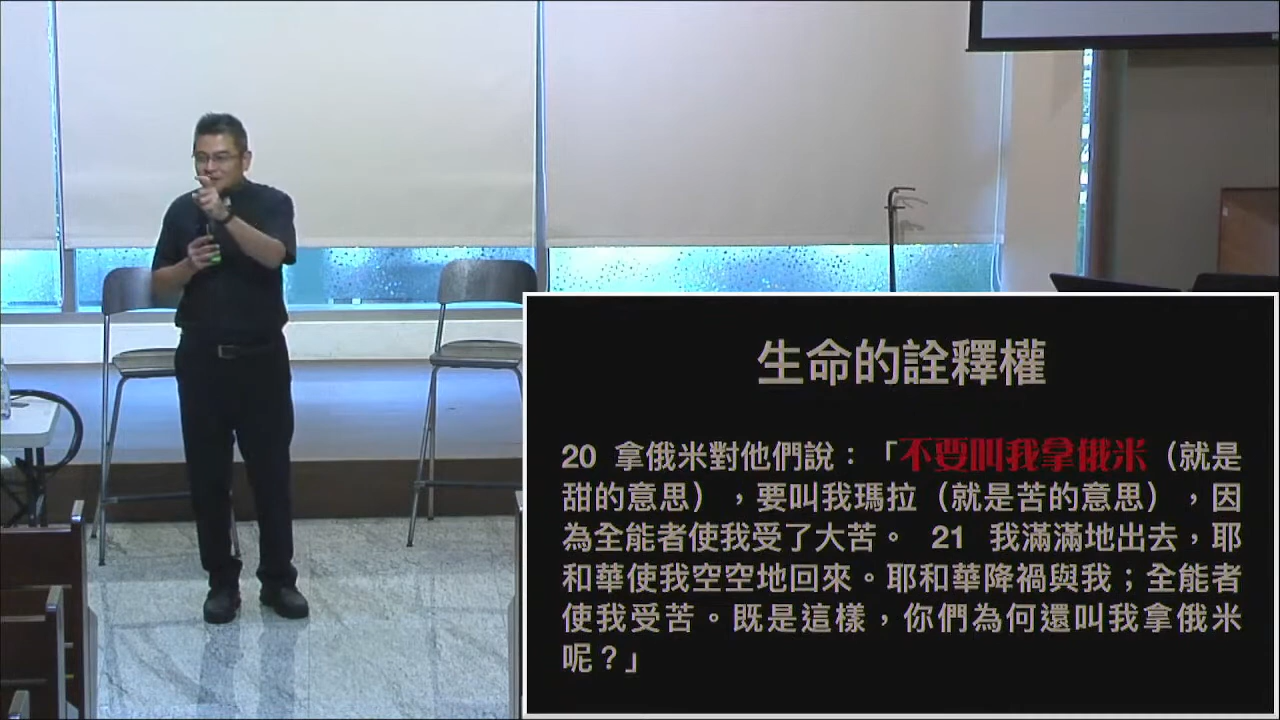 生命的詮釋權
20 拿俄米對他們說：「不要叫我拿俄米（就是
甜的意思），要叫我瑪拉（就是苦的意思），因
為全能者使我受了大苦。 21 我滿滿地出去，耶
和華使我空空地回來。耶和華降禍與我；全能者
使我受苦。既是這樣，你們為何還叫我拿俄米
呢？」